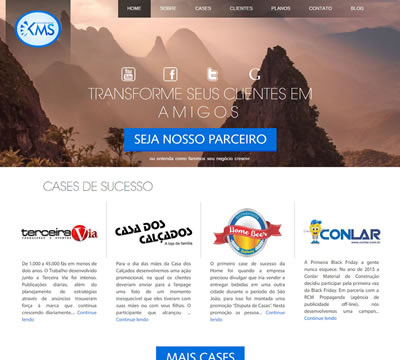 KMS
HOME SOBRE CASES CLIENTES PLANOS CONTATO BLOG
You Tube f t G
TRANSFORME SEUS CLIENTES EM
AMIGOS
SEJA NOSSO PARCEIRO
ou entenda como faremos seu negócio crescer
CASES DE SUCESSO
terceira Via
CASA DOS
CALÇADOS
A loja da família
Home Beer
CONLAR
www.conlar.com.br
De 1.000 a 45.000 fãs em menos
de dois anos. O Trabalho desenvolvido
junto a Terceira Via foi intenso.
Publicações diárias, além do
planejamento de estratégias
através de anúncios trouxeram
força à marca que continua
crescendo diariamente... Continue
lendo
Para o dia das mães da Casa dos
Calçados desenvolvemos uma ação
promocional, na qual os clientes
deveriam enviar para a fanpage
uma foto de um momento
inesquecível que eles tiveram com
suas mães ou com seus filhos. O
participante que alcançou ...
Continue lendo
O primeiro case de sucesso da
Home foi quando a empresa
precisou divulgar que iria vender e
entregar bebidas em uma outra
cidade durante o período do São
João, para isso foi montada uma
promoção "Disputa de Cases". Nesta
promoção as pessoas... Continue
lendo
A Primeira Black Friday a gente
nunca esquece. No ano de 2015 a
Conlar Material de Construção
decidiu participar pela primeira vez
da Black Friday. Em parceria com a
RCM Propaganda (agência de
publicidade off-line), nós
desenvolvemos uma campan...
Continue lendo
MAIS CASES